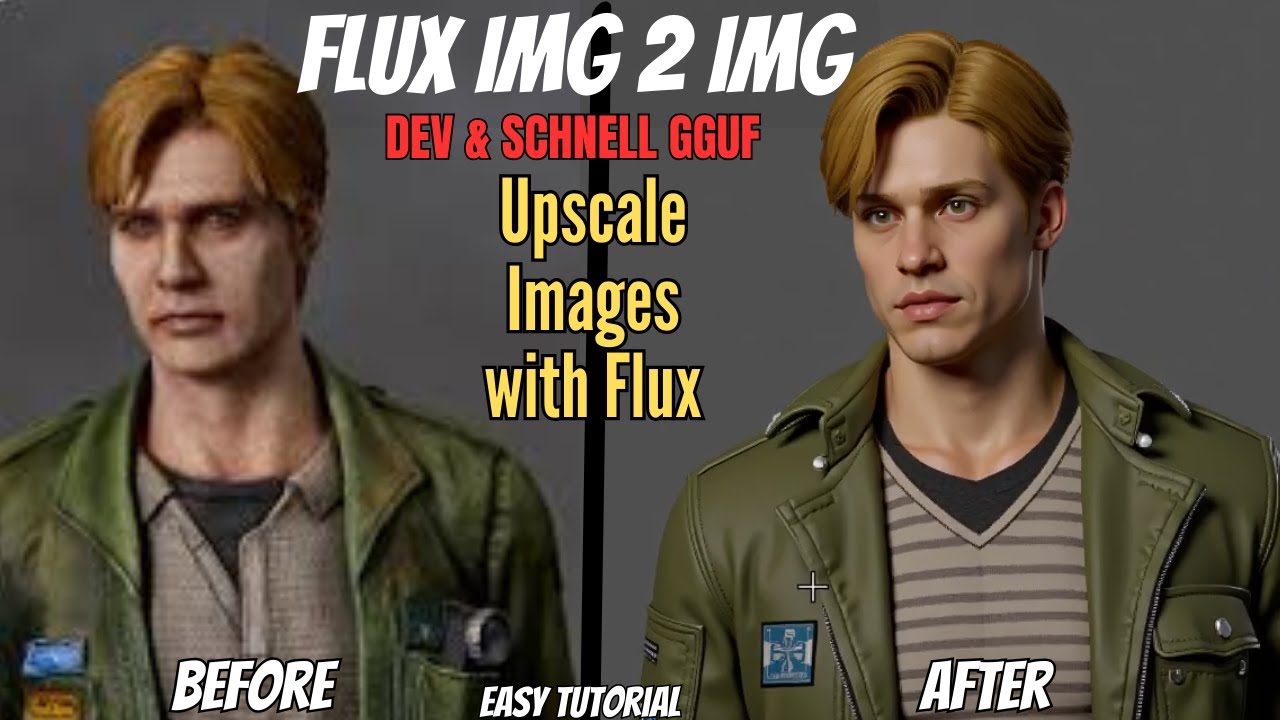 FLUX IMG 2 IMG
DEV & SCHNELL GGUF
Upscale
Images
with Flux
BEFORE
EASY TUTORIAL
AFTER